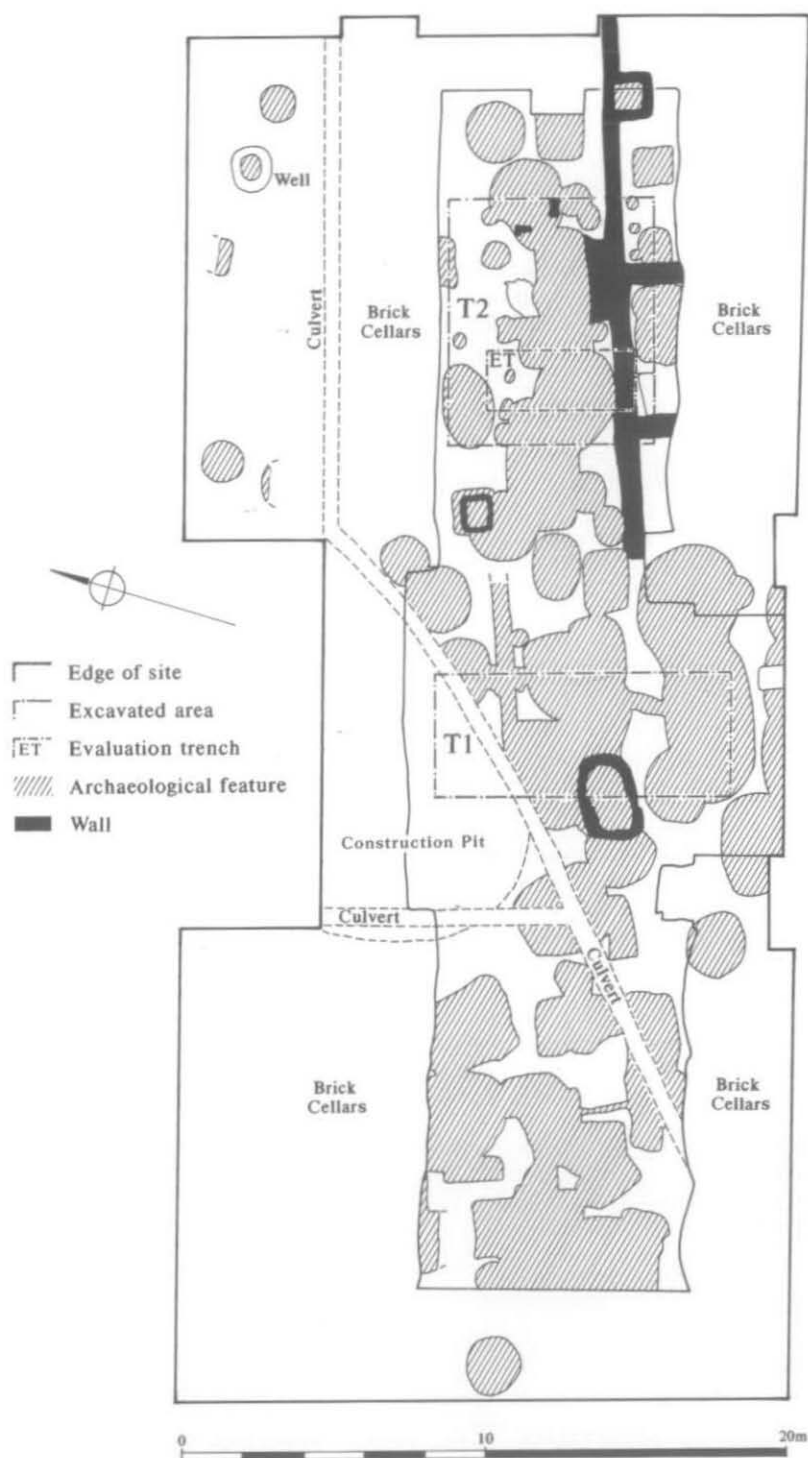 Well
Culvert
Brick
Cellars
T2
ET
Brick
Cellars
Edge of site
Excavated area
ET Evaluation trench
Archaeological feature
Wall
T1
Construction Pit
Culvert
Culvert
Brick
Cellars
Brick
Cellars
0 10 20m